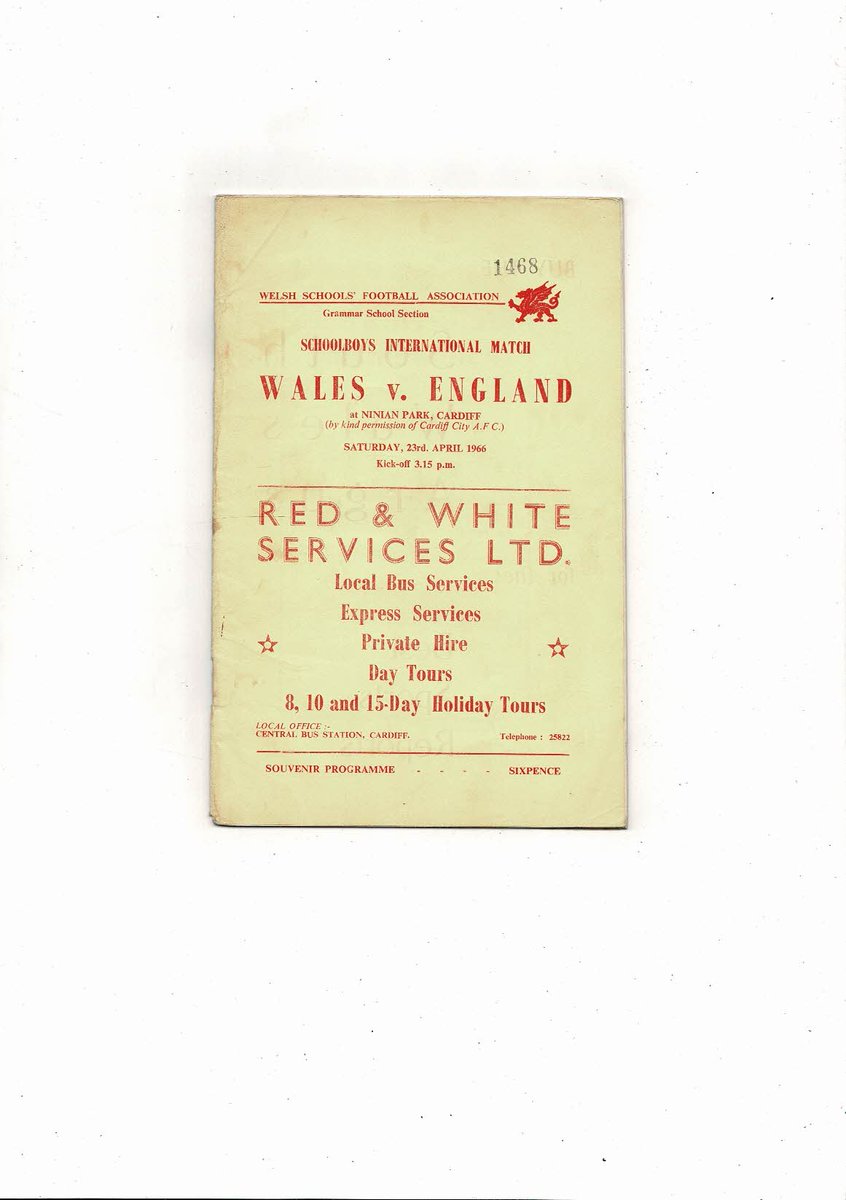 1468
WELSH SCHOOLS' FOOTBALL ASSOCIATION
Grammar School Section
SCHOOLBOYS INTERNATIONAL MATCH
WALES v. ENGLAND
at NINIAN PARK, CARDIFF
(by kind permission of Cardiff City A.F C.)
SATURDAY, 23rd. APRIL 1966
Kick-off 3.15 p.m.
RED & WHITE
SERVICES LTD.
Local Bus Services
Express Services
Private Hire
Day Tours
8, 10 and 15-Day Holiday Tours
LOCAL OFFICE :-
CENTRAL BUS STATION, CARDIFF. Telephone : 25822
SOUVENIR PROGRAMME - - - - SIXPENCE